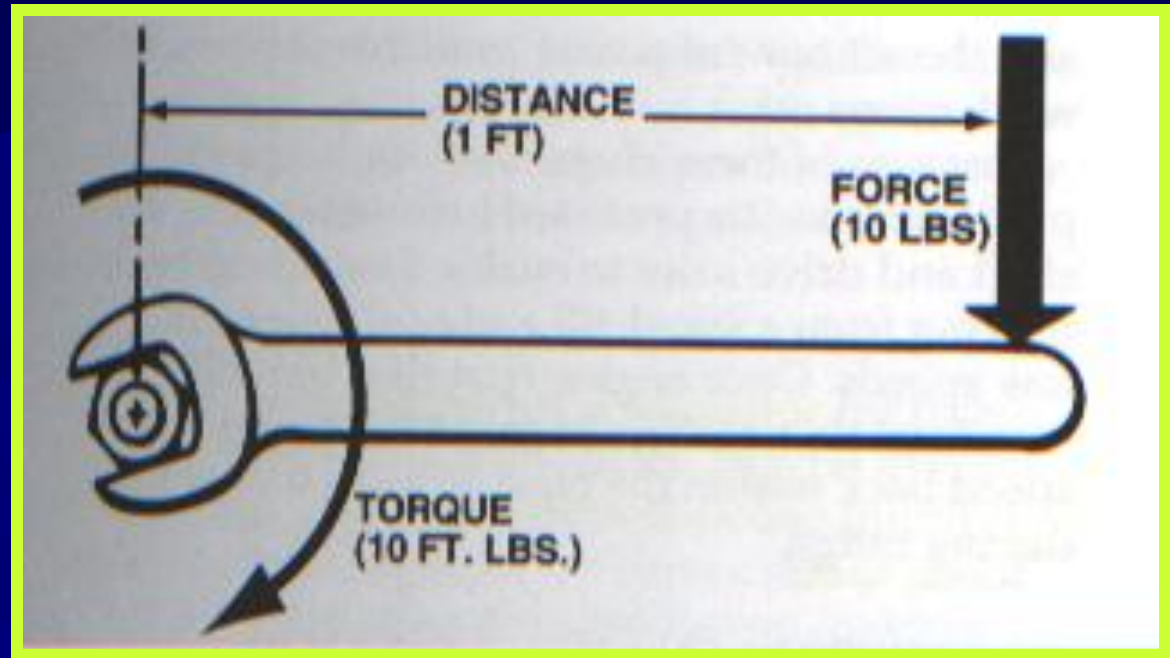 DISTANCE
(1 FT)
FORCE
(10 LBS)
TORQUE
(10 FT. LBS.)